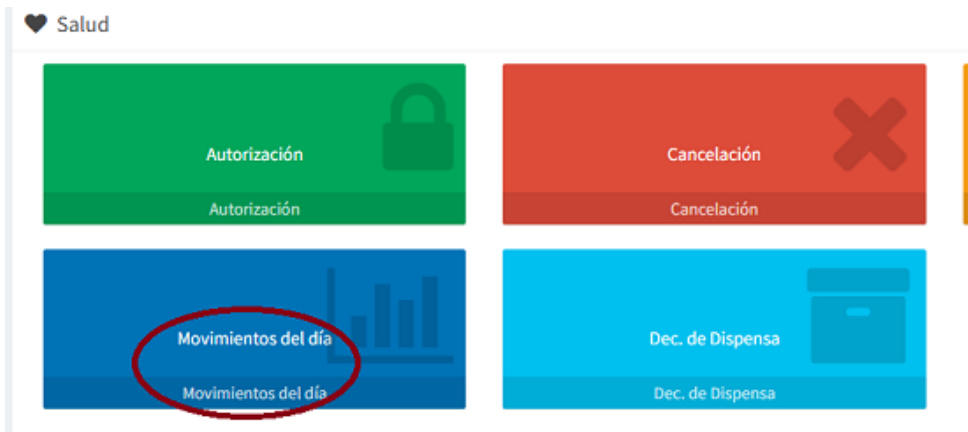 Salud
Autorización
Autorización
Cancelación
Cancelación
Movimientos del día
Movimientos del día
Dec. de Dispensa
Dec. de Dispensa